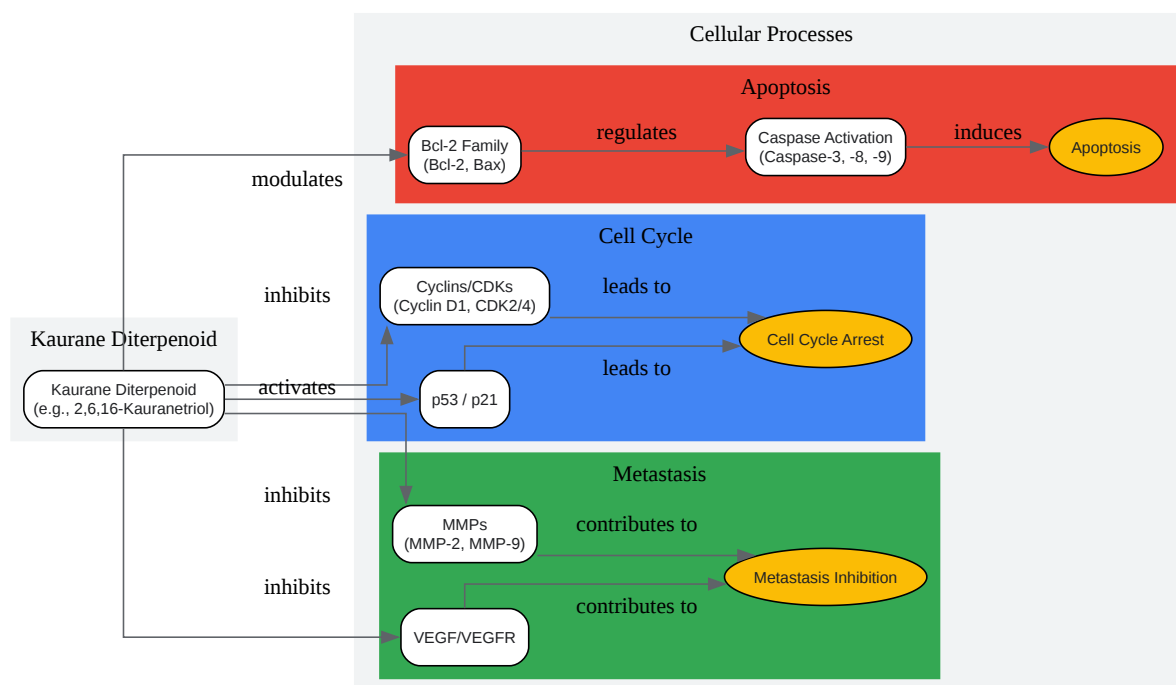 Cellular Processes
Apoptosis
Bcl-2 Family
(Bcl-2, Bax)
regulates
Caspase Activation
(Caspase-3, -8, -9)
induces
Apoptosis
modulates
Cell Cycle
inhibits
Cyclins/CDKs
(Cyclin D1, CDK2/4)
leads to
Cell Cycle Arrest
Kaurane Diterpenoid
Kaurane Diterpenoid
(e.g., 2,6,16-Kauranetriol)
activates
p53 / p21
leads to
Metastasis
inhibits
MMPs
(MMP-2, MMP-9)
contributes to
Metastasis Inhibition
inhibits
VEGF/VEGFR
contributes to